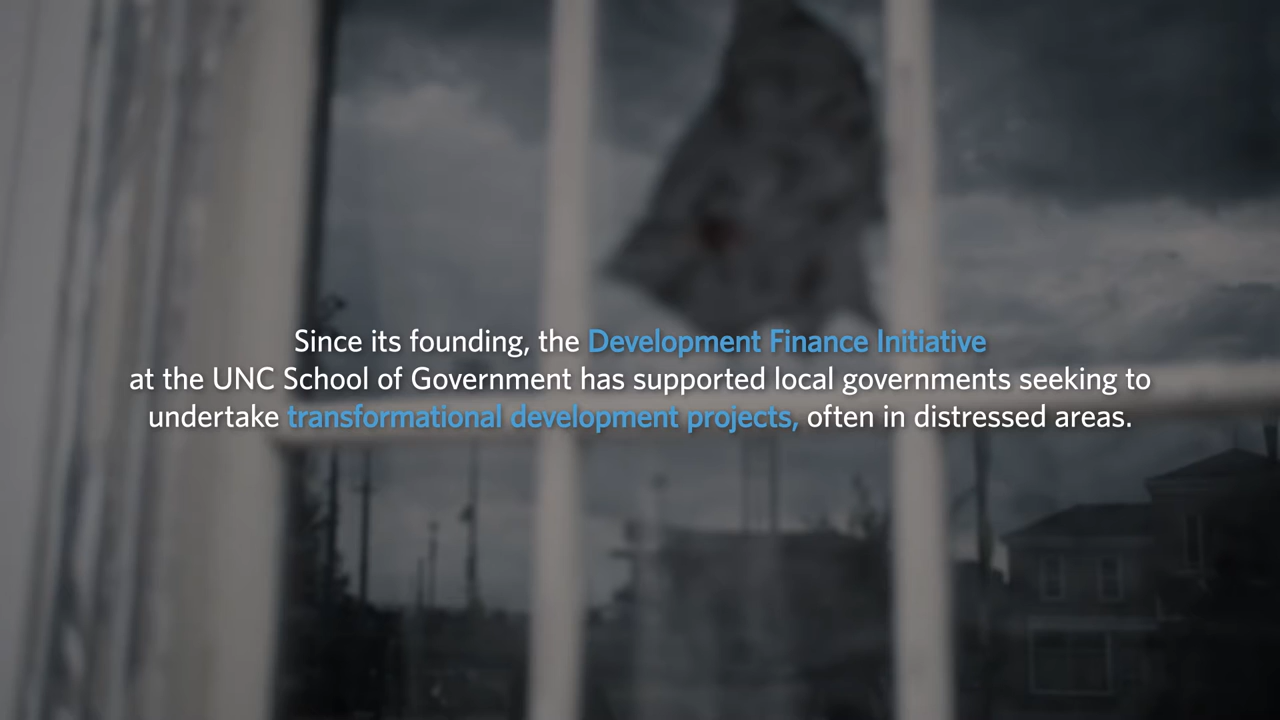 Since its founding, the Development Finance Initiative
at the UNC School of Government has supported local governments seeking to
undertake transformational development projects, often in distressed areas.